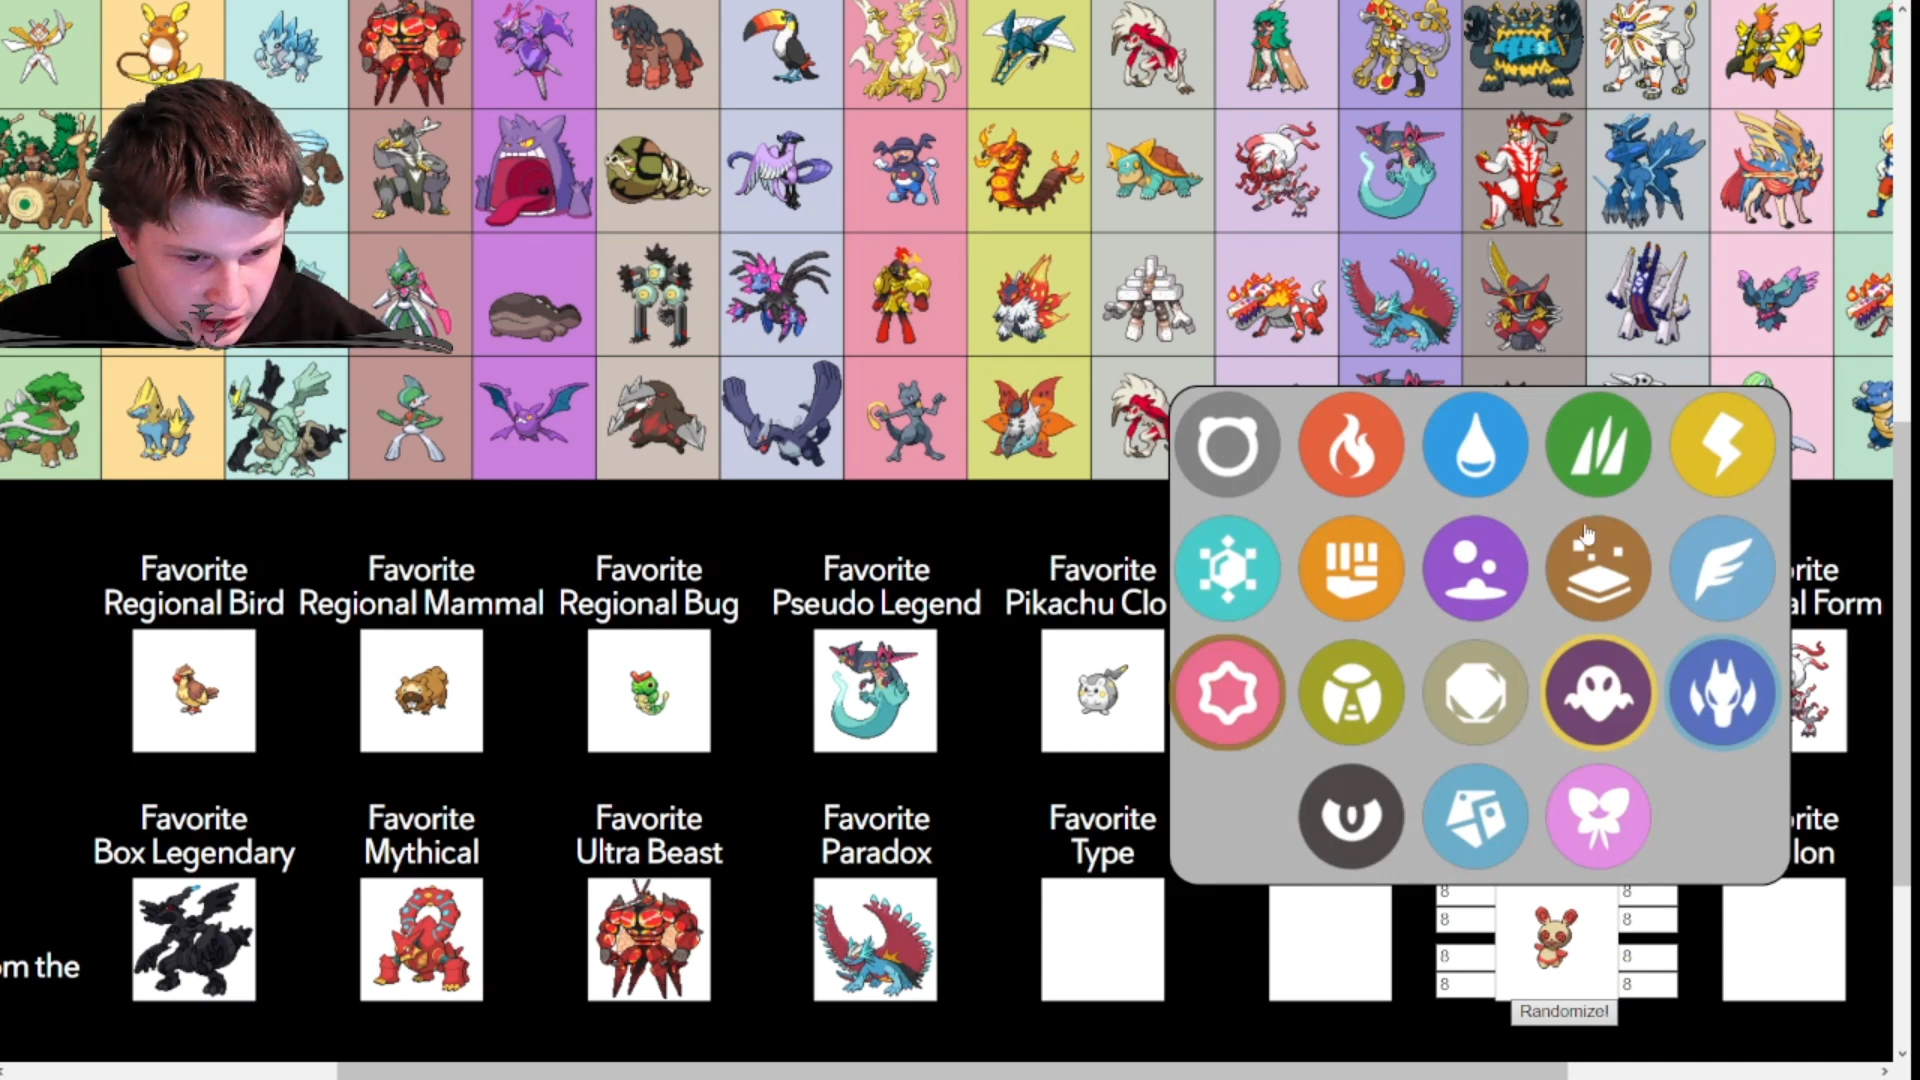 Favorite
Regional Bird
Favorite
Regional Mammal
Favorite
Regional Bug
Favorite
Pseudo Legend
Favorite
Pikachu Clo
rite
al Form
Favorite
Box Legendary
Favorite
Mythical
Favorite
Ultra Beast
Favorite
Paradox
Favorite
Type
rite
lon
om the
8 8
8 8
8 8
8 8
Randomize!